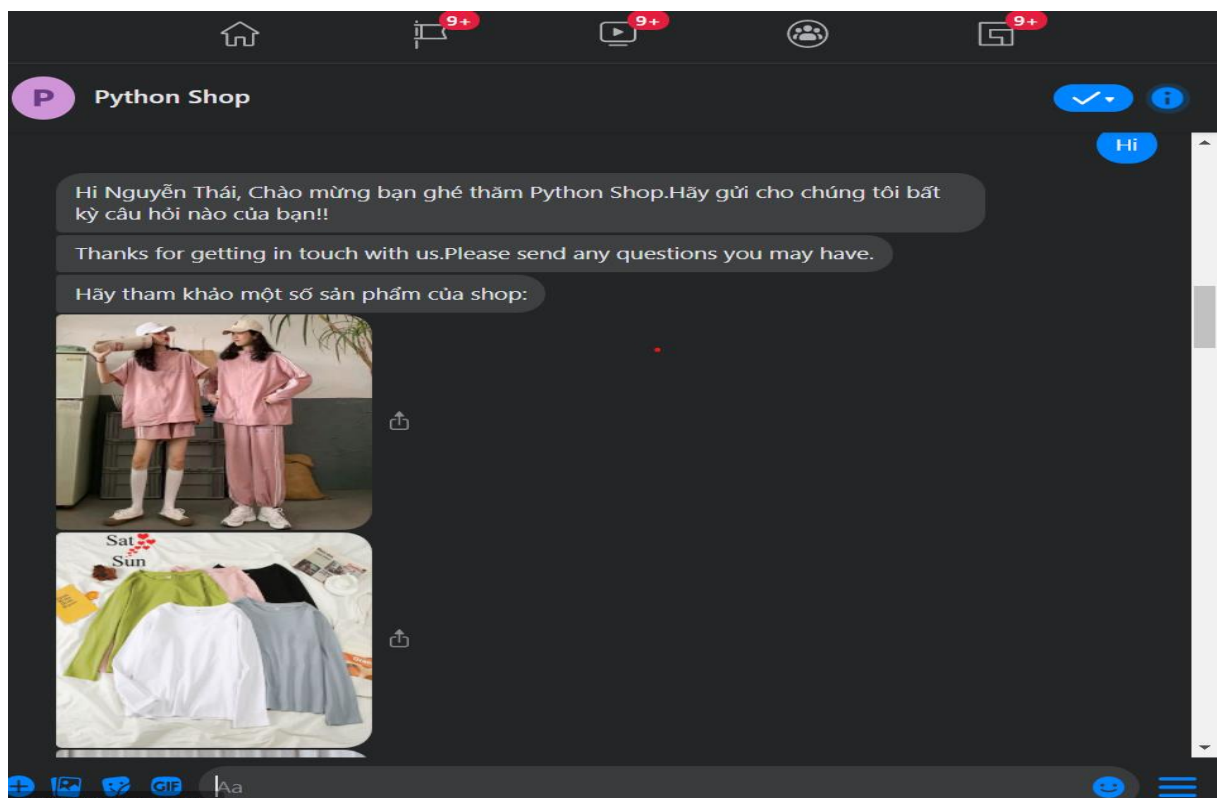 9+
9+
9+
P
Python Shop
Hi
Hi Nguyễn Thái, Chào mừng bạn ghé thăm Python Shop.Hãy gửi cho chúng tôi bất
kỳ câu hỏi nào của bạn!!
Thanks for getting in touch with us.Please send any questions you may have.
Hãy tham khảo một số sản phẩm của shop:
Sat
Sun
GIF
Aa